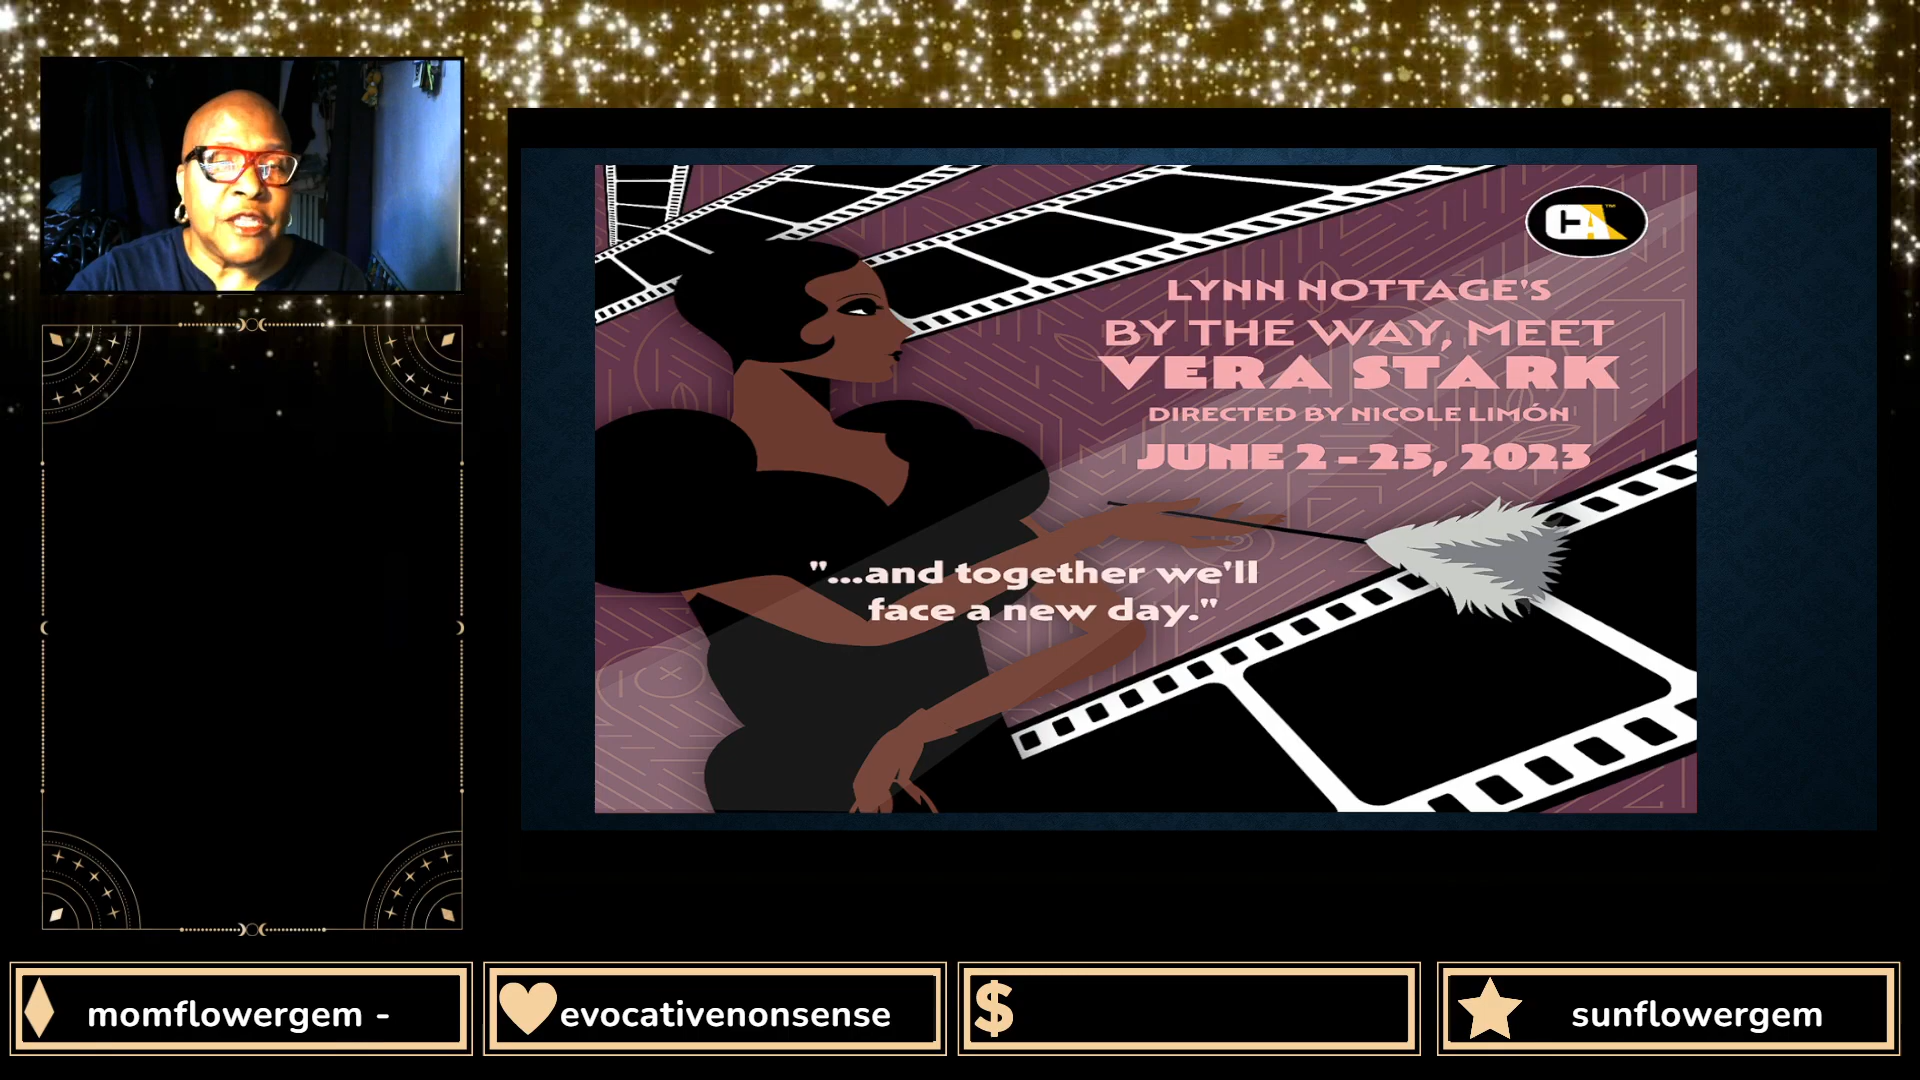 CA™
LYNN NOTTAGE'S
BY THE WAY, MEET
VERA STARK
DIRECTED BY NICOLE LIMÓN
JUNE 2 - 25, 2023
"...and together we'll
face a new day."
momflowergem -
evocativenonsense
$
sunflowergem